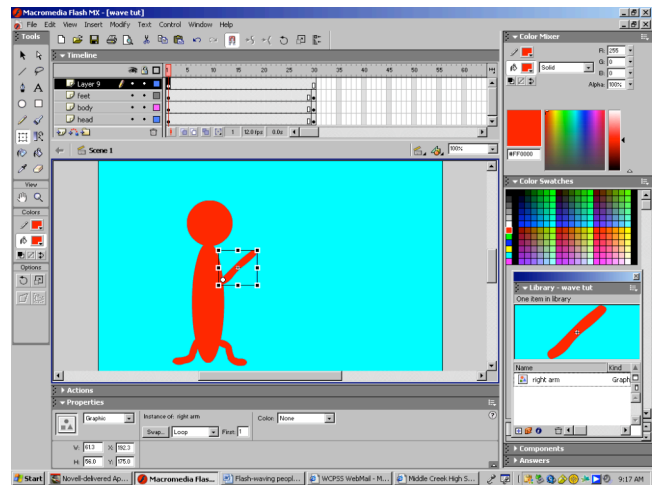 Macromedia Flash MX - [wave tut]
File Edit View Insert Modify Text Control Window Help
Tools
Timeline
1 5 10 15 20 25 30 35 40 45 50 55 60
Layer 9
feet
body
head
1 12.0 fps 0.0s
Scene 1
100%
View
Colors
Options
Color Mixer
R: 255
Solid
G: 0
B: 0
Alpha: 100%
#FF0000
Color Swatches
Library - wave tut
One item in library
Name Kind
right arm Graph
Actions
Properties
Graphic
Instance of: right arm
Color: None
Swap...
Loop
First: 1
W: 61.3 X: 192.3
H: 56.0 Y: 175.0
Components
Answers
Start
Novell-delivered Ap...
Macromedia Flas...
Flash-waving peopl...
WCPSS WebMail - M...
Middle Creek High S...
9:17 AM